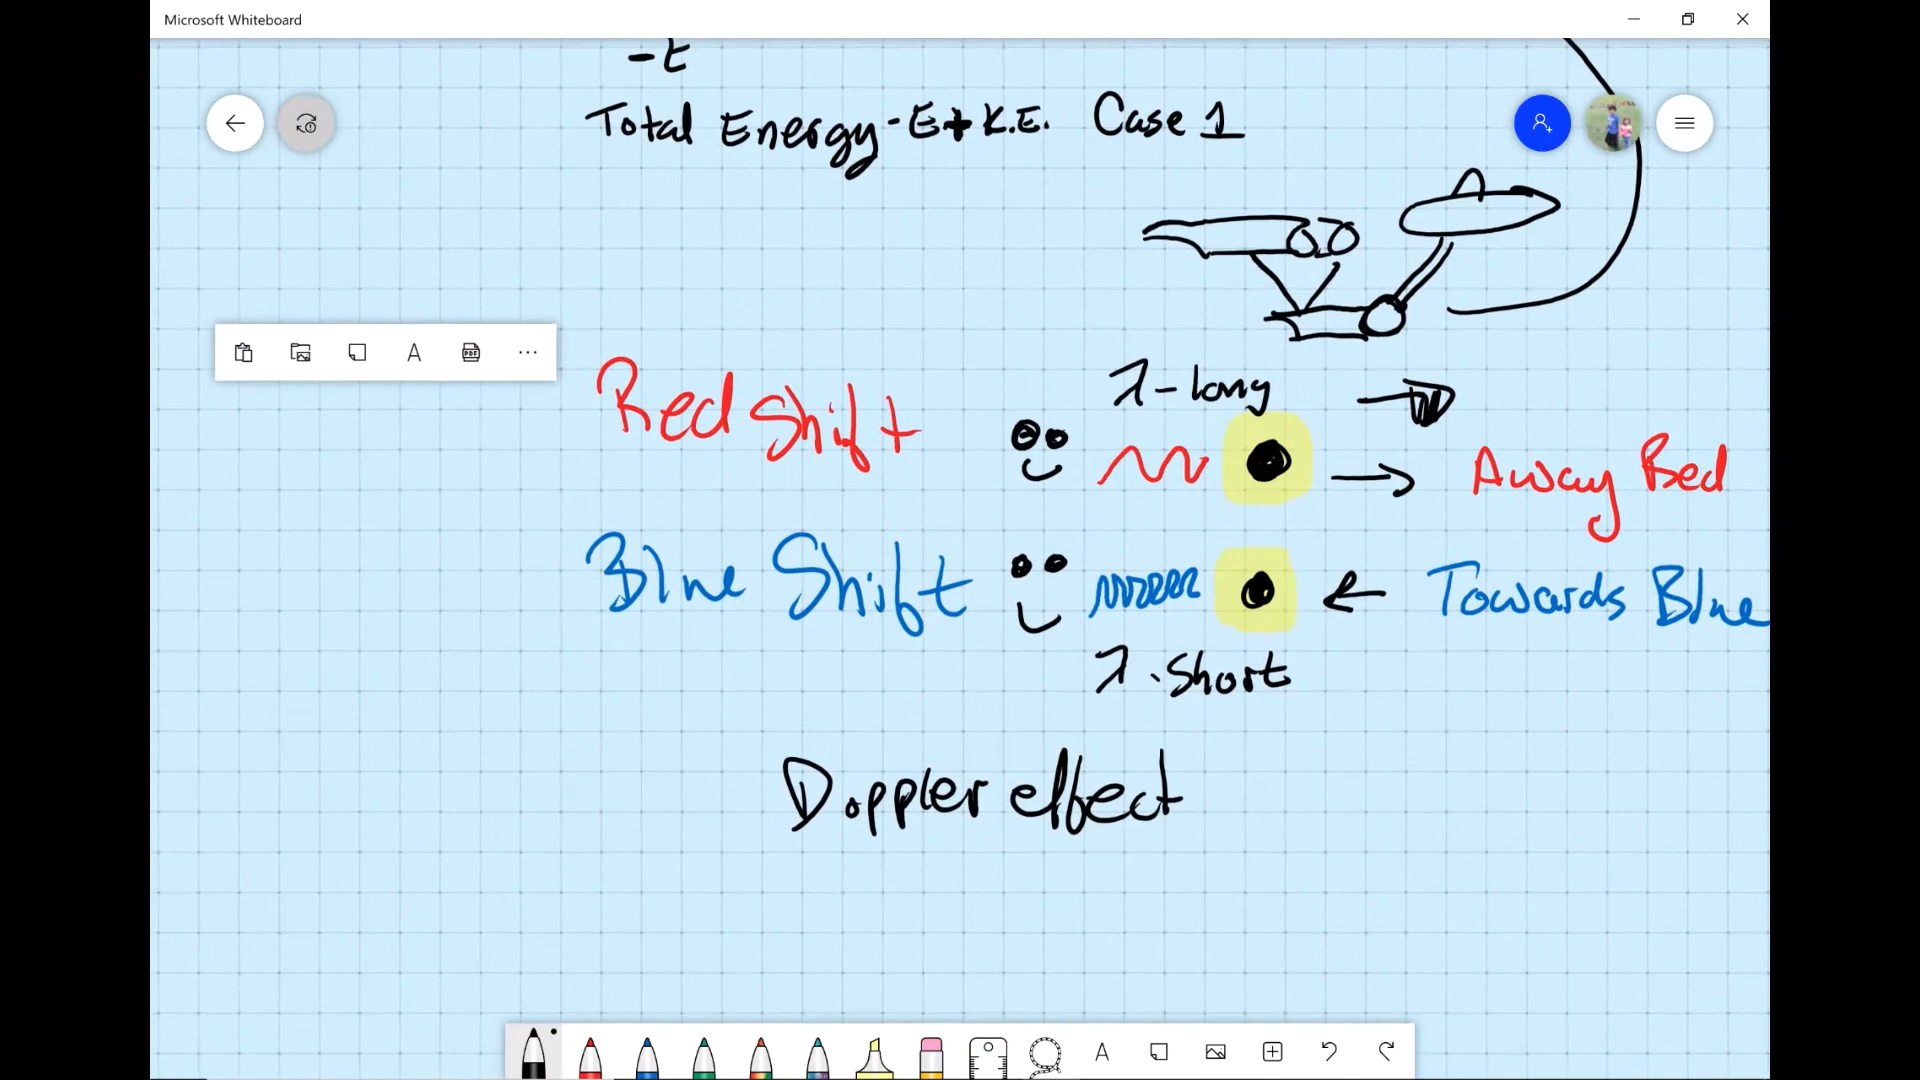 Microsoft Whiteboard
-E
Total Energy - E + K.E. Case 1
λ - long
Red Shift
Away Red
Blue Shift
Towards Blue
λ - Short
Doppler effect